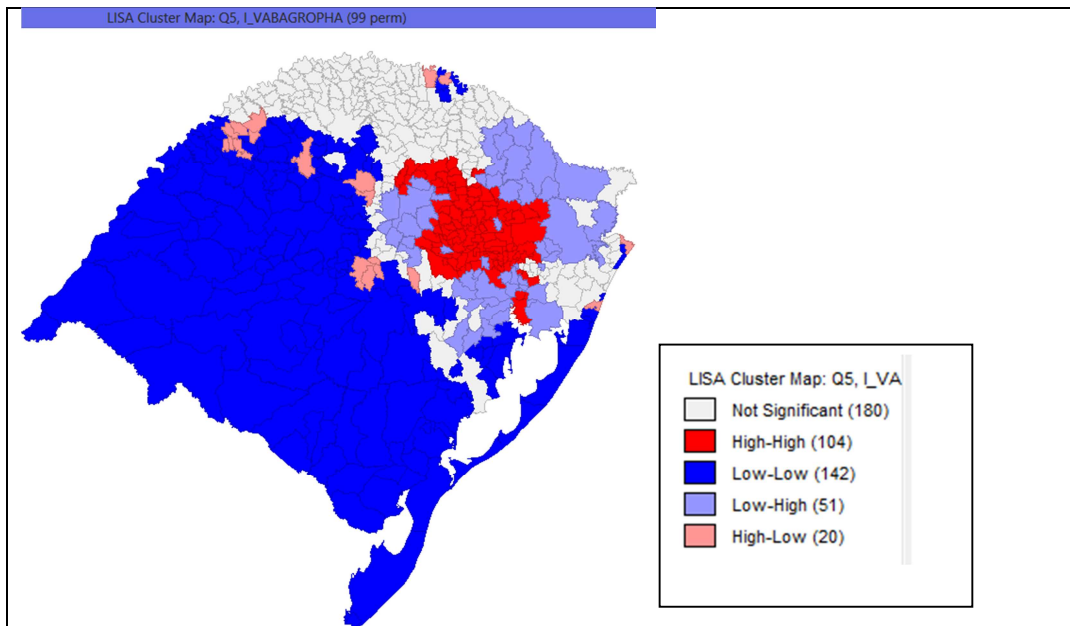 LISA Cluster Map: Q5, I_VABAGROPHA (99 perm)
LISA Cluster Map: Q5, I_VA
Not Significant (180)
High-High (104)
Low-Low (142)
Low-High (51)
High-Low (20)